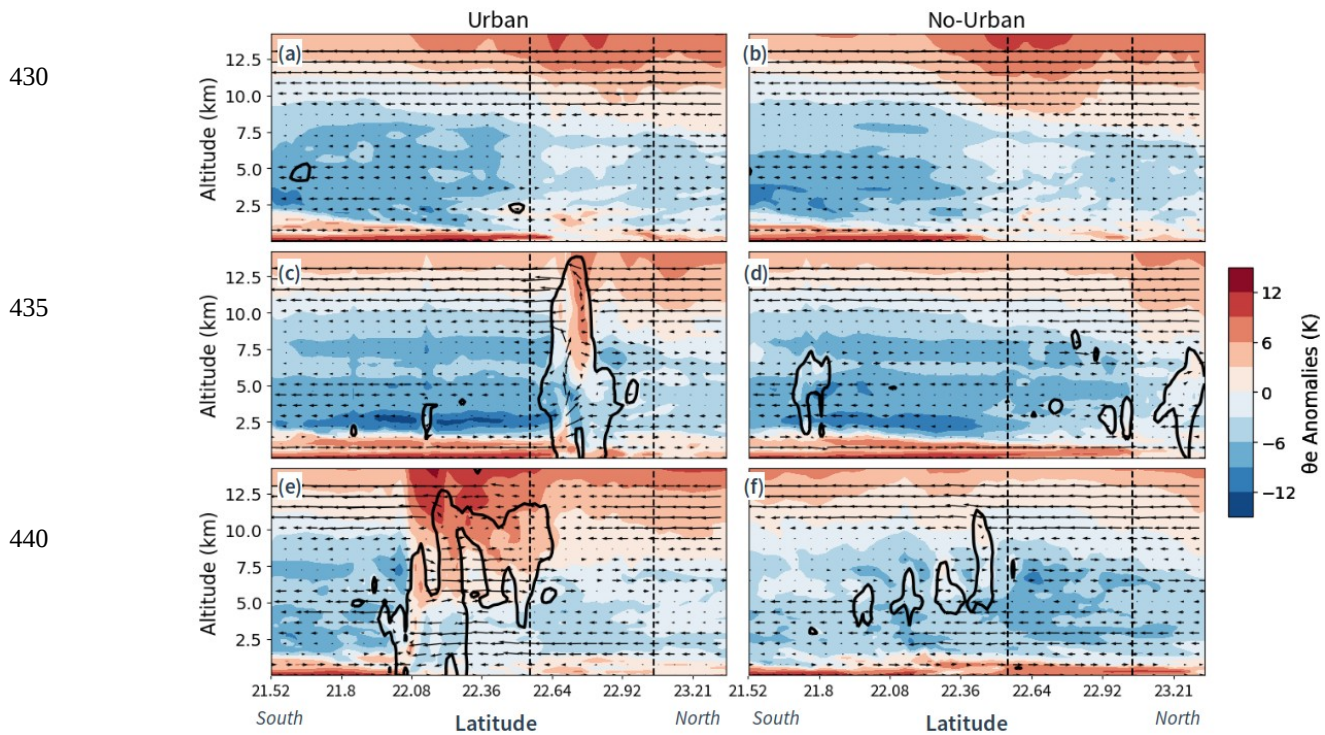 Urban No-Urban
430
435
440
(a)
(b)
(c)
(d)
(e)
(f)
Altitude (km)
12.5
10.0
7.5
5.0
2.5
Altitude (km)
12.5
10.0
7.5
5.0
2.5
Altitude (km)
12.5
10.0
7.5
5.0
2.5
21.52 21.8 22.08 22.36 22.64 22.92 23.21 21.52 21.8 22.08 22.36 22.64 22.92 23.21
South Latitude North South Latitude North
12
6
0
−6
−12
θe Anomalies (K)